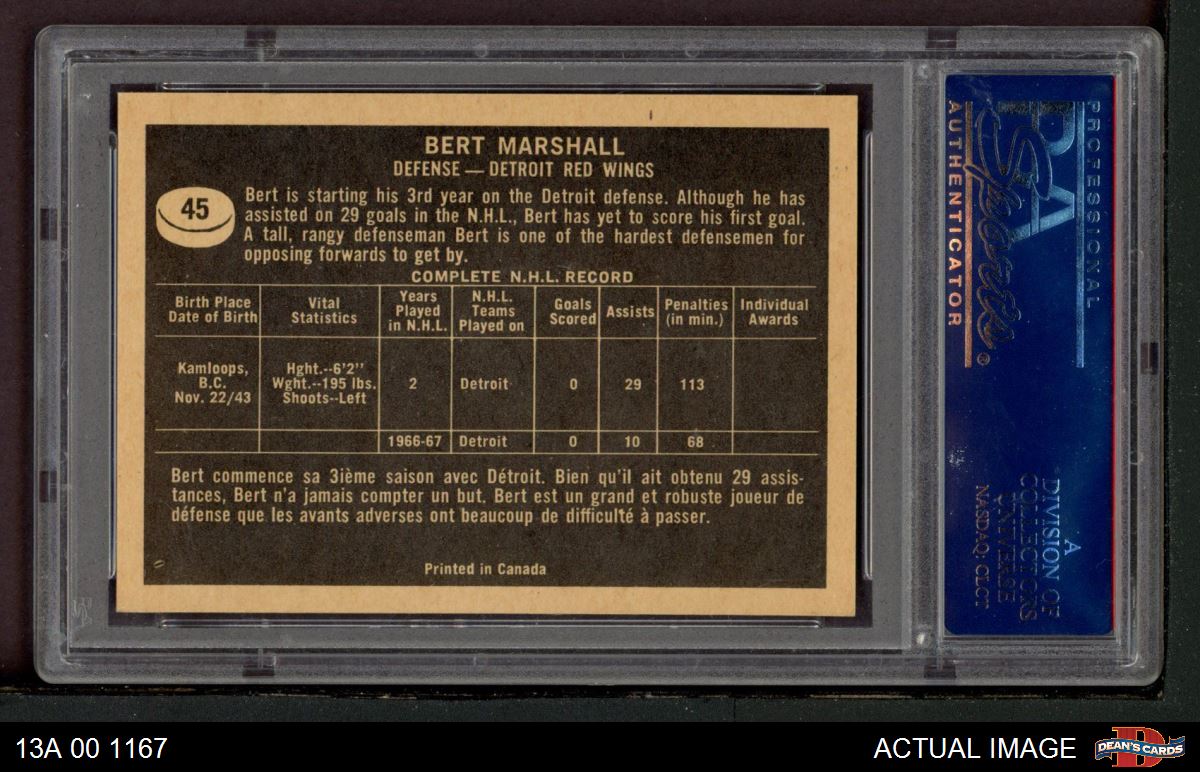 BERT MARSHALL
DEFENSE — DETROIT RED WINGS
45
Bert is starting his 3rd year on the Detroit defense. Although he has
assisted on 29 goals in the N.H.L., Bert has yet to score his first goal.
A tall, rangy defenseman Bert is one of the hardest defensemen for
opposing forwards to get by.
COMPLETE N.H.L. RECORD
Birth Place
Date of Birth
Vital
Statistics
Years
Played
in N.H.L.
N.H.L.
Teams
Played on
Goals
Scored
Assists
Penalties
(in min.)
Individual
Awards
Kamloops,
B.C.
Nov. 22/43
Hght.--6'2''
Wght.--195 lbs.
Shoots--Left
2
Detroit
0
29
113
1966-67
Detroit
0
10
68
Bert commence sa 3ième saison avec Détroit. Bien qu'il ait obtenu 29 assis-
tances, Bert n'a jamais compter un but. Bert est un grand et robuste joueur de
défense que les avants adverses ont beaucoup de difficulté à passer.
Printed in Canada
PROFESSIONAL
PSA
Sports®
AUTHENTICATOR
A
DIVISION OF
COLLECTORS
UNIVERSE
NASDAQ: CLCT
13A 00 1167
ACTUAL IMAGE
D
DEAN'S CARDS